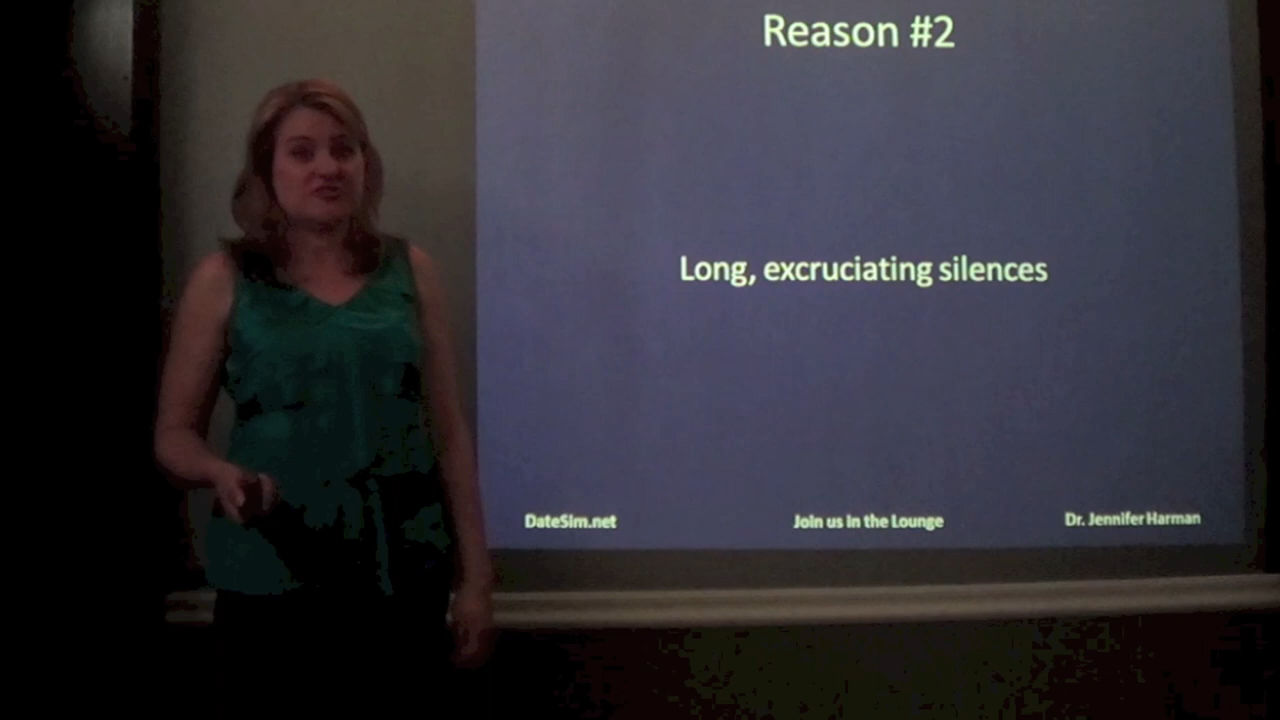 Reason #2
Long, excruciating silences
DateSim.net
Join us in the Lounge
Dr. Jennifer Harman